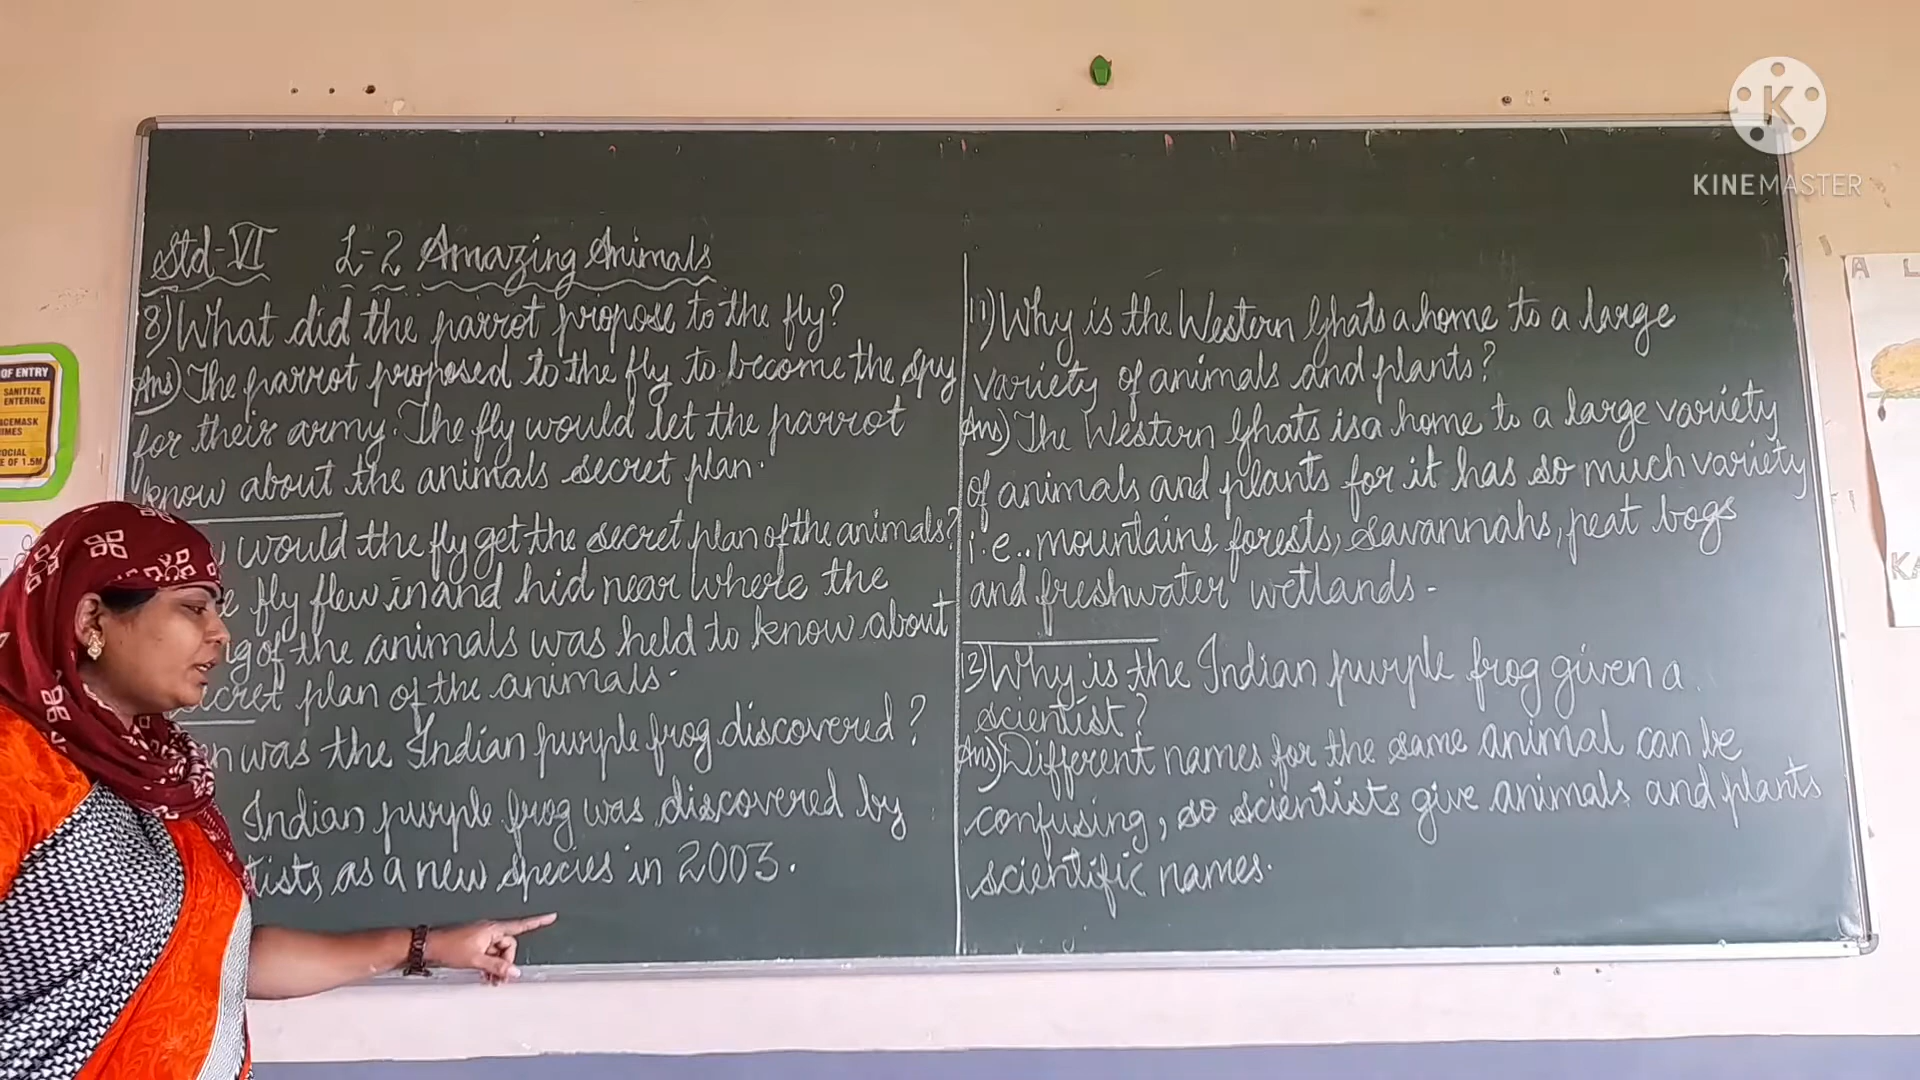 KINEMASTER
Std-VI L-2 Amazing Animals
8) What did the parrot propose to the fly?
Ans) The parrot proposed to the fly to become the spy
for their army. The fly would let the parrot
know about the animals secret plan.
would the fly get the secret plan of the animals?
fly flew in and hid near where the
of the animals was held to know about
plan of the animals.
was the Indian purple frog discovered?
Indian purple frog was discovered by
as a new species in 2003.
11) Why is the Western Ghats a home to a large
variety of animals and plants?
Ans) The Western Ghats is a home to a large variety
of animals and plants for it has so much variety
i.e.. mountains, forests, savannahs, peat bogs
and freshwater wetlands.
12) Why is the Indian purple frog given a
scientist?
Ans) Different names for the same animal can be
confusing, so scientists give animals and plants
scientific names.
OF ENTRY
SANITIZE
ENTERING
OF 1.5M
A L